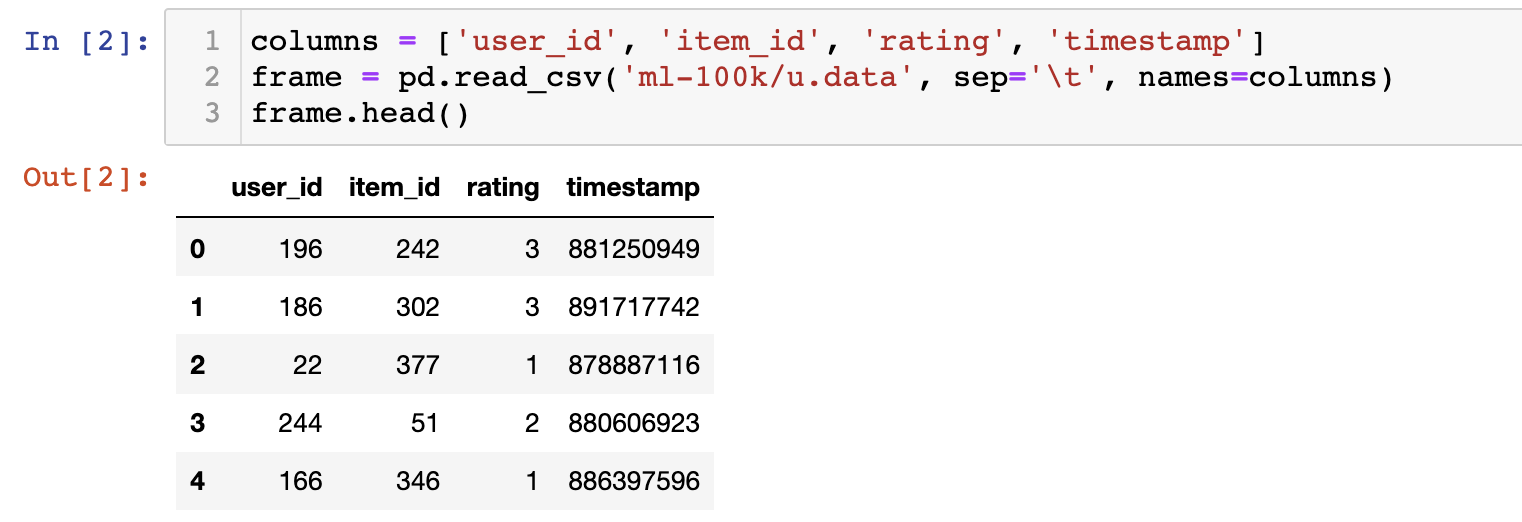 In [2]:
1 columns = ['user_id', 'item_id', 'rating', 'timestamp']
2 frame = pd.read_csv('ml-100k/u.data', sep='\t', names=columns)
3 frame.head()
Out[2]:
user_id item_id rating timestamp
0 196 242 3 881250949
1 186 302 3 891717742
2 22 377 1 878887116
3 244 51 2 880606923
4 166 346 1 886397596